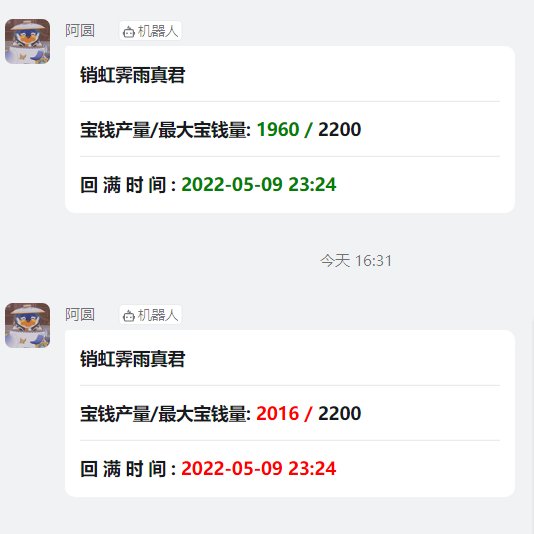 阿圆 机器人
销虹霁雨真君
宝钱产量/最大宝钱量: 1960 / 2200
回 满 时 间 : 2022-05-09 23:24
今天 16:31
阿圆 机器人
销虹霁雨真君
宝钱产量/最大宝钱量: 2016 / 2200
回 满 时 间 : 2022-05-09 23:24